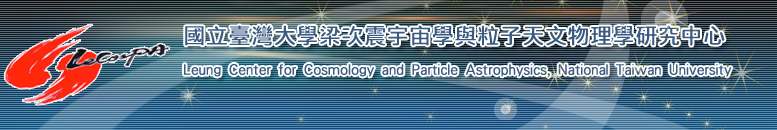 LeCosPA
國立臺灣大學梁次震宇宙學與粒子天文物理學研究中心
Leung Center for Cosmology and Particle Astrophysics, National Taiwan University